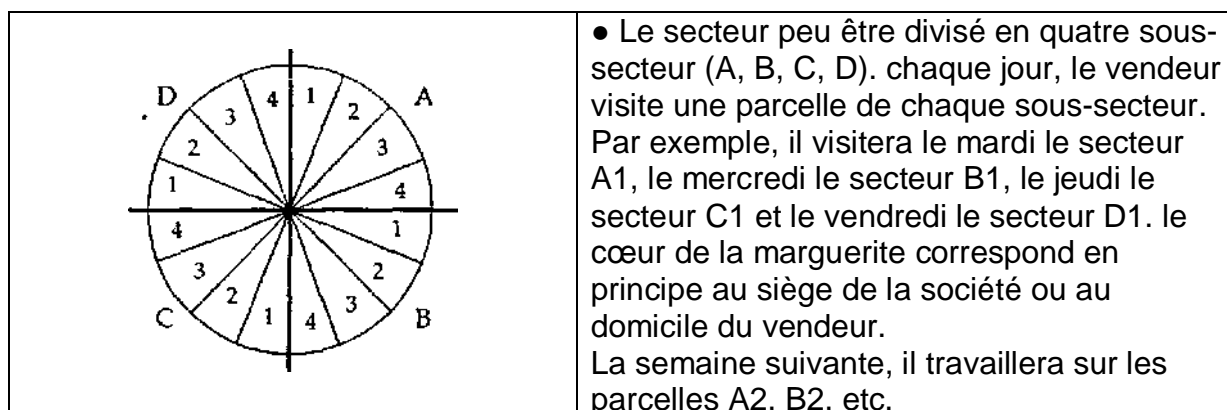 ● Le secteur peu être divisé en quatre sous-
secteur (A, B, C, D). chaque jour, le vendeur
visite une parcelle de chaque sous-secteur.
Par exemple, il visitera le mardi le secteur
A1, le mercredi le secteur B1, le jeudi le
secteur C1 et le vendredi le secteur D1. le
cœur de la marguerite correspond en
principe au siège de la société ou au
domicile du vendeur.
La semaine suivante, il travaillera sur les
parcelles A2, B2, etc.
D
A
4 1
3 2
2 3
1 4
4 1
3 2
2 1 4 3
C
B